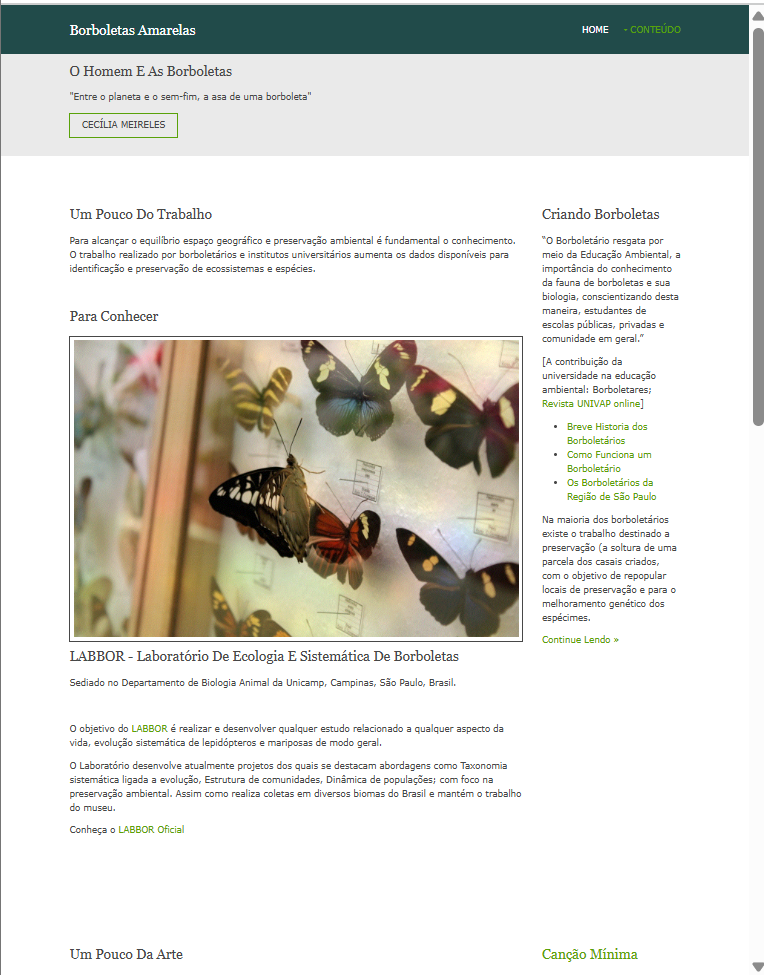 Borboletas Amarelas
HOME
- CONTEÚDO
O Homem E As Borboletas
"Entre o planeta e o sem-fim, a asa de uma borboleta"
CECÍLIA MEIRELES
Um Pouco Do Trabalho
Para alcançar o equilíbrio espaço geográfico e preservação ambiental é fundamental o conhecimento.
O trabalho realizado por borboletários e institutos universitários aumenta os dados disponíveis para
identificação e preservação de ecossistemas e espécies.
Para Conhecer
LABBOR - Laboratório De Ecologia E Sistemática De Borboletas
Sediado no Departamento de Biologia Animal da Unicamp, Campinas, São Paulo, Brasil.
O objetivo do LABBOR é realizar e desenvolver qualquer estudo relacionado a qualquer aspecto da
vida, evolução sistemática de lepidópteros e mariposas de modo geral.
O Laboratório desenvolve atualmente projetos dos quais se destacam abordagens como Taxonomia
sistemática ligada a evolução, Estrutura de comunidades, Dinâmica de populações; com foco na
preservação ambiental. Assim como realiza coletas em diversos biomas do Brasil e mantém o trabalho
do museu.
Conheça o LABBOR Oficial
Um Pouco Da Arte
Criando Borboletas
“O Borboletário resgata por
meio da Educação Ambiental, a
importância do conhecimento
da fauna de borboletas e sua
biologia, conscientizando desta
maneira, estudantes de
escolas públicas, privadas e
comunidade em geral.”
[A contribuição da
universidade na educação
ambiental: Borboletares;
Revista UNIVAP online]
• Breve Historia dos
Borboletários
• Como Funciona um
Borboletário
• Os Borboletários da
Região de São Paulo
Na maioria dos borboletários
existe o trabalho destinado a
preservação (a soltura de uma
parcela dos casais criados,
com o objetivo de repopular
locais de preservação e para o
melhoramento genético dos
espécimes.
Continue Lendo »
Canção Mínima